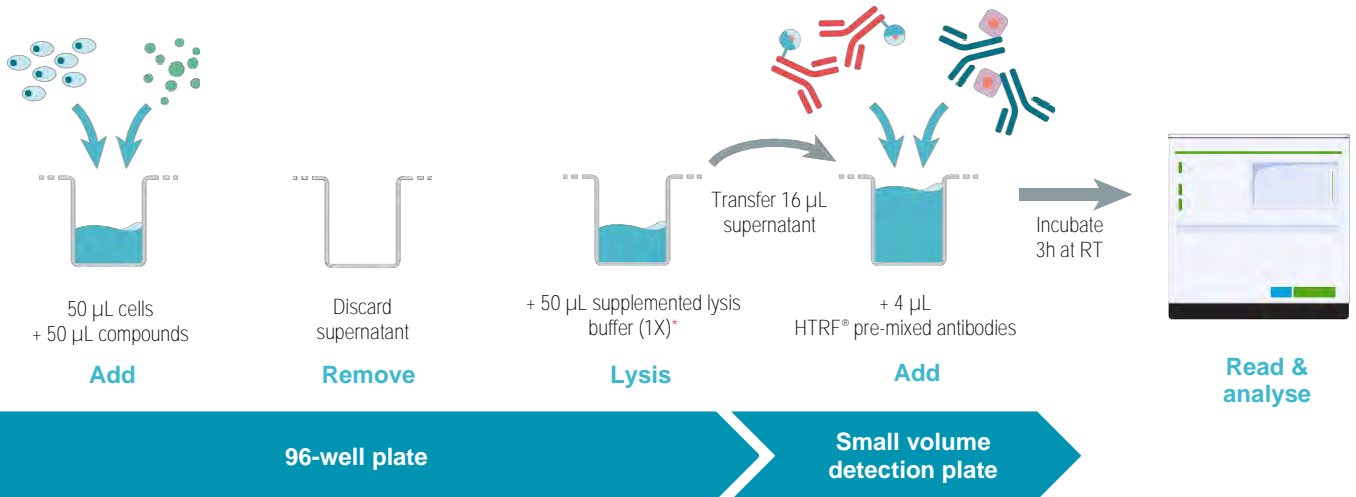 50 µL cells
+ 50 µL compounds
Add
Discard
supernatant
Remove
+ 50 µL supplemented lysis
buffer (1X)*
Lysis
Transfer 16 µL
supernatant
+ 4 µL
HTRF® pre-mixed antibodies
Add
Incubate
3h at RT
Read &
analyse
96-well plate
Small volume
detection plate